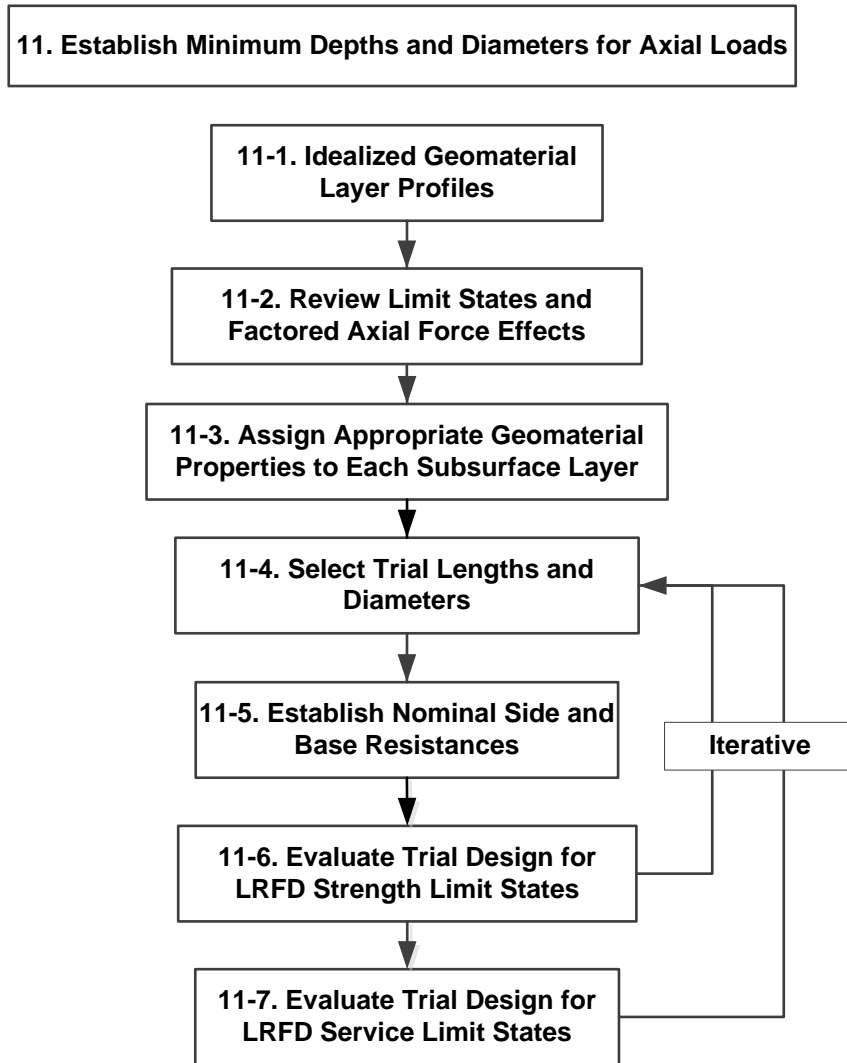 11. Establish Minimum Depths and Diameters for Axial Loads
11-1. Idealized Geomaterial
Layer Profiles
11-2. Review Limit States and
Factored Axial Force Effects
11-3. Assign Appropriate Geomaterial
Properties to Each Subsurface Layer
11-4. Select Trial Lengths and
Diameters
11-5. Establish Nominal Side and
Base Resistances
Iterative
11-6. Evaluate Trial Design for
LRFD Strength Limit States
11-7. Evaluate Trial Design for
LRFD Service Limit States